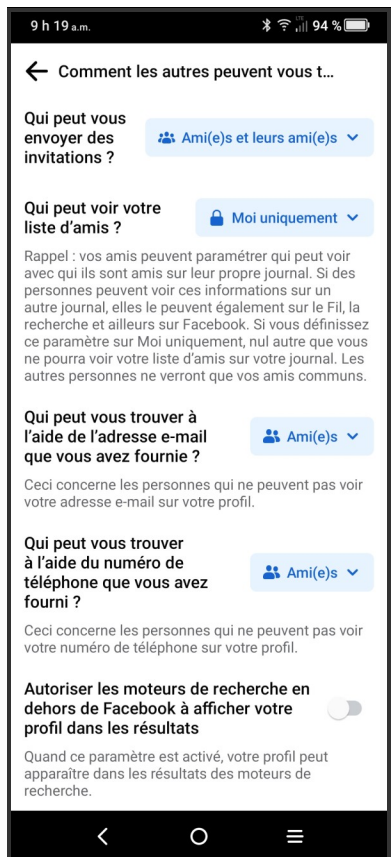 9 h 19 a.m. LTE 94 %
Comment les autres peuvent vous t...
Qui peut vous
envoyer des
invitations ?
Ami(e)s et leurs ami(e)s
Qui peut voir votre
liste d'amis ?
Moi uniquement
Rappel : vos amis peuvent paramétrer qui peut voir
avec qui ils sont amis sur leur propre journal. Si des
personnes peuvent voir ces informations sur un
autre journal, elles le peuvent également sur le Fil, la
recherche et ailleurs sur Facebook. Si vous définissez
ce paramètre sur Moi uniquement, nul autre que vous
ne pourra voir votre liste d'amis sur votre journal. Les
autres personnes ne verront que vos amis communs.
Qui peut vous trouver à
l'aide de l'adresse e-mail
que vous avez fournie ?
Ami(e)s
Ceci concerne les personnes qui ne peuvent pas voir
votre adresse e-mail sur votre profil.
Qui peut vous trouver
à l'aide du numéro de
téléphone que vous avez
fourni ?
Ami(e)s
Ceci concerne les personnes qui ne peuvent pas voir
votre numéro de téléphone sur votre profil.
Autoriser les moteurs de recherche en
dehors de Facebook à afficher votre
profil dans les résultats
Quand ce paramètre est activé, votre profil peut
apparaître dans les résultats des moteurs de
recherche.